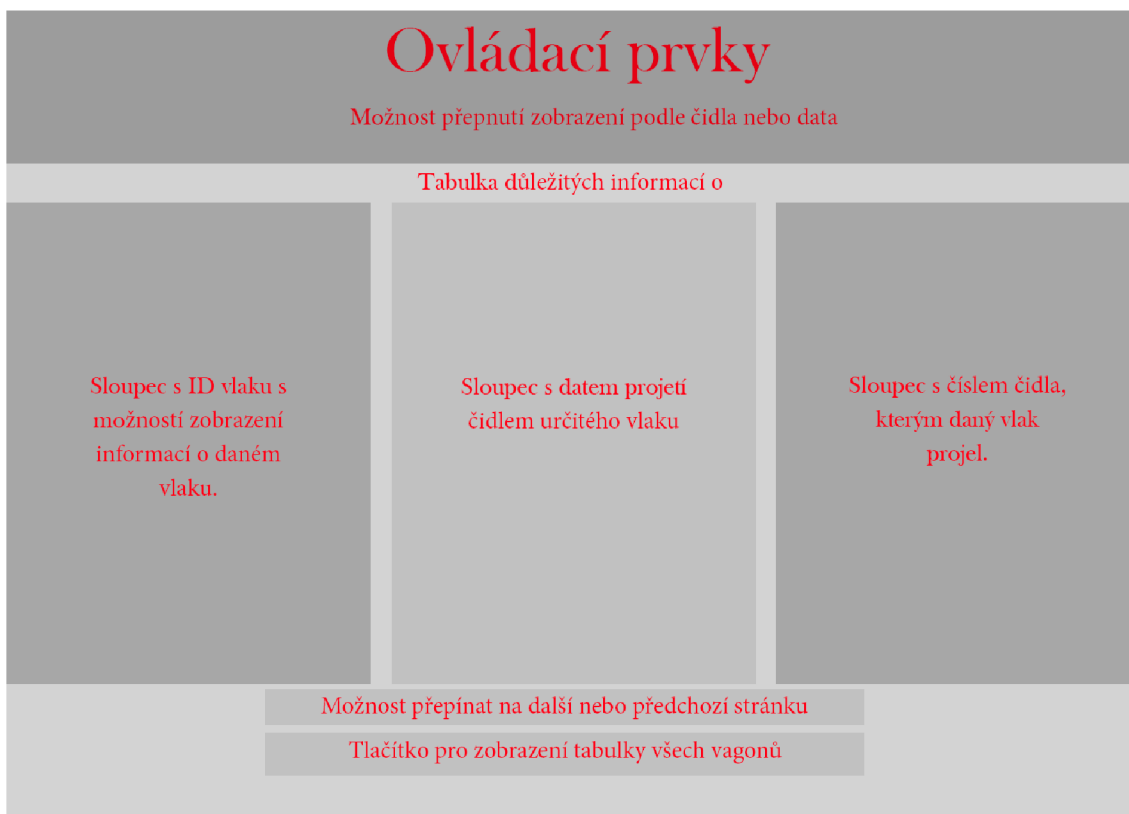 Ovládací prvky
Možnost přepnutí zobrazení podle čidla nebo data
Tabulka důležitých informací o
Sloupec s ID vlaku s
možností zobrazení
informací o daném
vlaku.
Sloupec s datem projetí
čidlem určitého vlaku
Sloupec s číslem čidla,
kterým daný vlak
projel.
Možnost přepínat na další nebo předchozí stránku
Tlačítko pro zobrazení tabulky všech vagonů